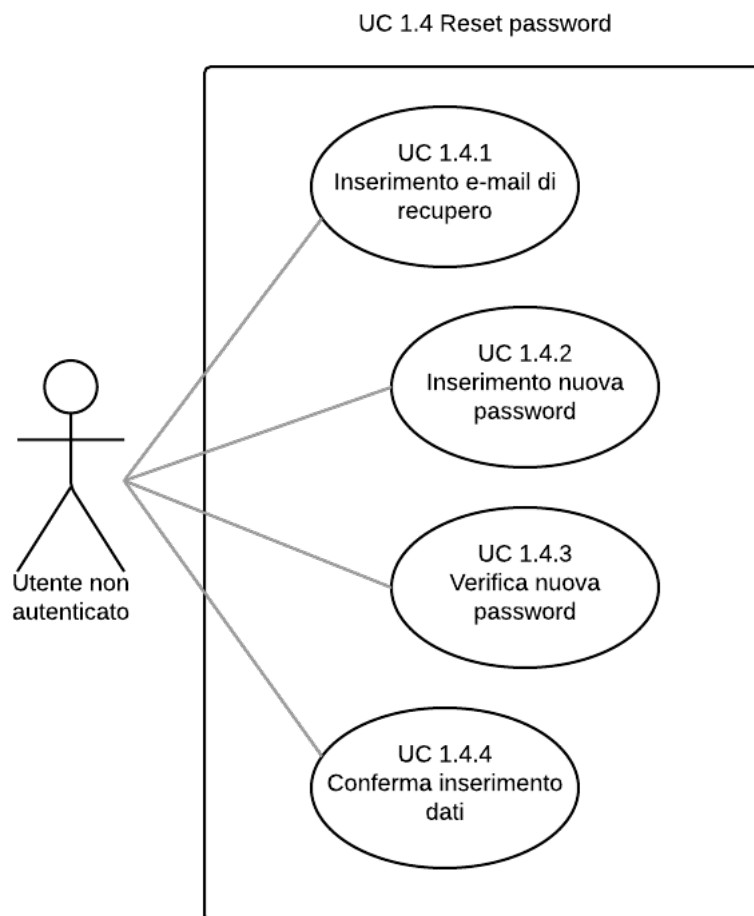 UC 1.4 Reset password
UC 1.4.1
Inserimento e-mail di
recupero
UC 1.4.2
Inserimento nuova
password
UC 1.4.3
Verifica nuova
password
Utente non
autenticato
UC 1.4.4
Conferma inserimento
dati